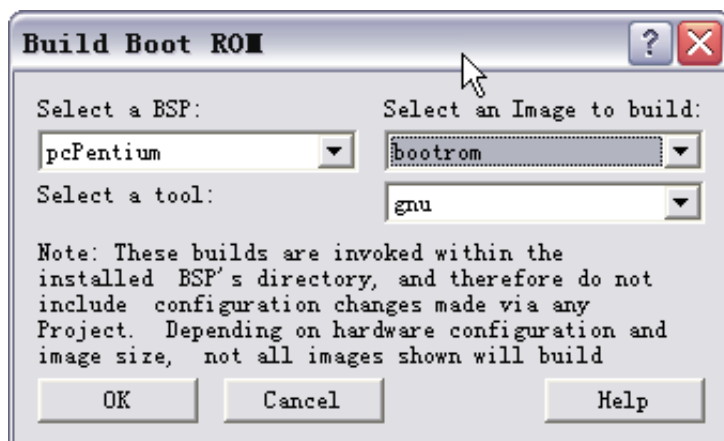 Build Boot ROM
Select a BSP:
Select an Image to build:
pcPentium
bootrom
Select a tool:
gnu
Note: These builds are invoked within the
installed BSP's directory, and therefore do not
include configuration changes made via any
Project. Depending on hardware configuration and
image size, not all images shown will build
OK
Cancel
Help